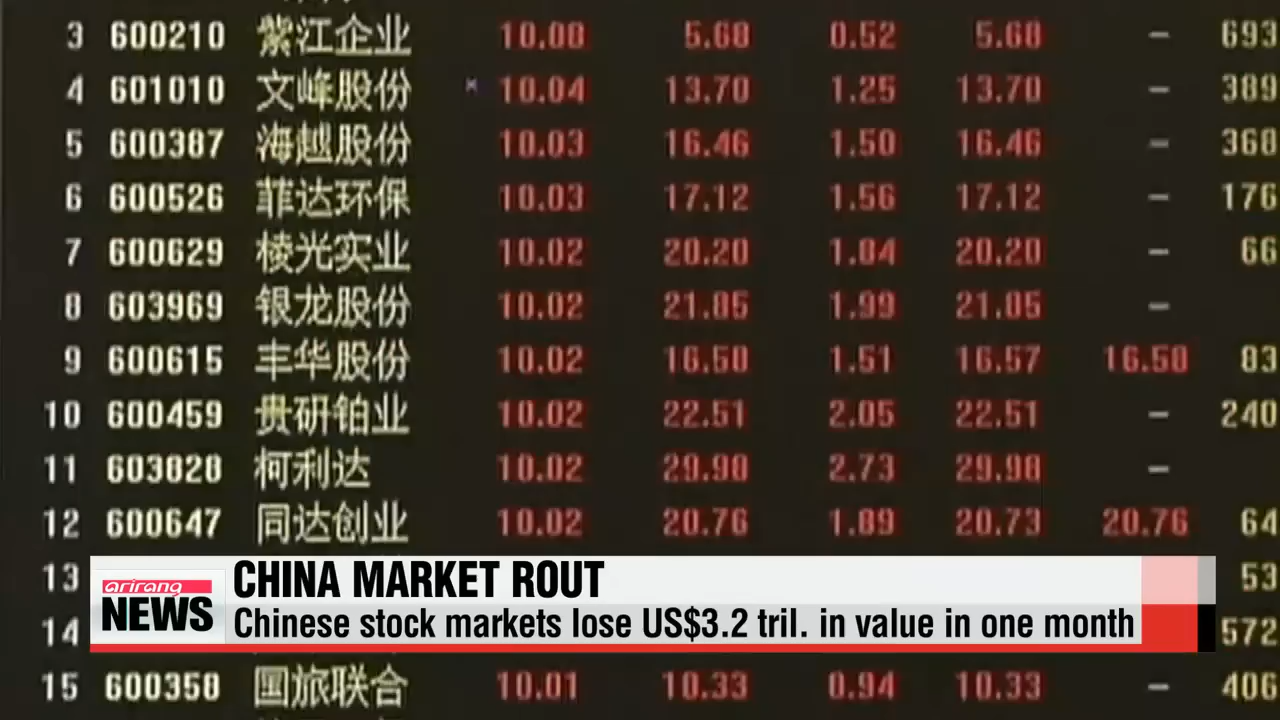 3 600210 紫江企业 10.08 5.68 0.52 5.68 – 693
4 601010 文峰股份 × 10.04 13.70 1.25 13.70 – 389
5 600387 海越股份 10.03 16.46 1.50 16.46 – 368
6 600526 菲达环保 10.03 17.12 1.56 17.12 – 176
7 600629 棱光实业 10.02 20.20 1.84 20.20 – 66
8 603969 银龙股份 10.02 21.85 1.99 21.85 –
9 600615 丰华股份 10.02 16.58 1.51 16.57 16.58 83
10 600459 贵研铂业 10.02 22.51 2.05 22.51 – 240
11 603828 柯利达 10.02 29.98 2.73 29.98 –
12 600647 同达创业 10.02 20.76 1.89 20.73 20.76 64
13 53
14 572
15 600358 国旅联合 10.01 10.33 0.94 10.33 – 406
arirang NEWS
CHINA MARKET ROUT
Chinese stock markets lose US$3.2 tril. in value in one month